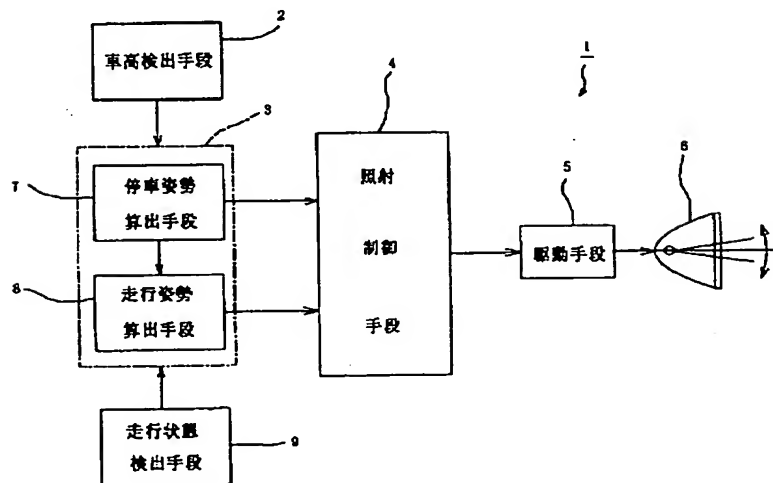 2
車高検出手段
3
4
1
7
停車姿勢
算出手段
照射
制御
手段
5
駆動手段
6
8
走行姿勢
算出手段
走行状態
検出手段
9